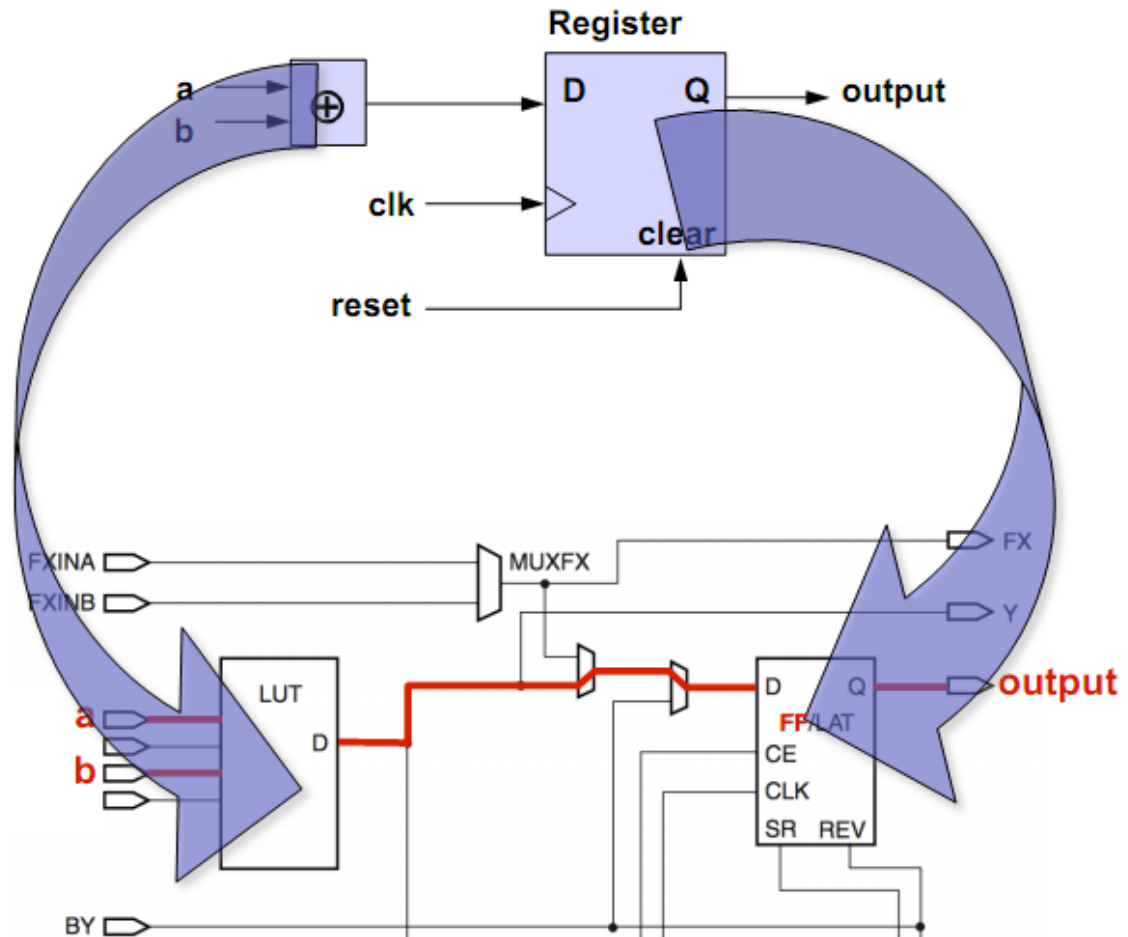 Register
a
b
⊕
D
Q
output
clk
clear
reset
FXINA
FXINB
MUXFX
FX
Y
LUT
a
b
D
D
Q
output
FF/LAT
CE
CLK
SR
REV
BY